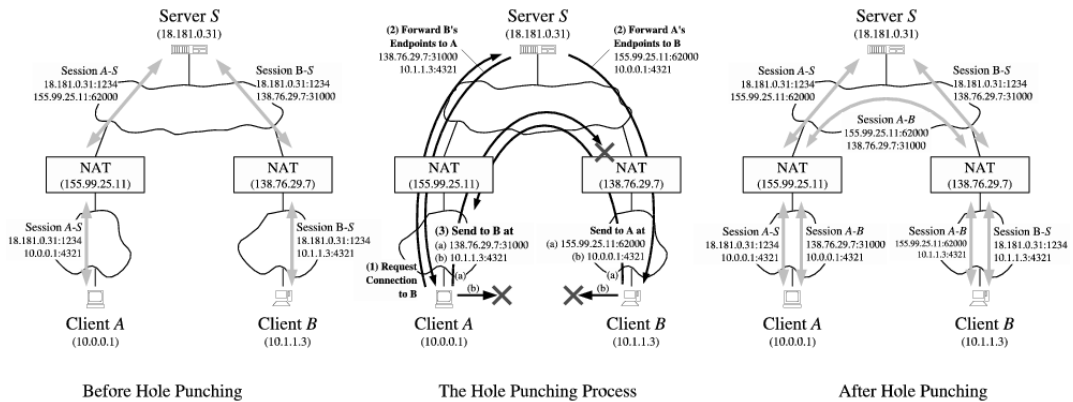 Server S
(18.181.0.31)
Session A-S
18.181.0.31:1234
155.99.25.11:62000
Session B-S
18.181.0.31:1234
138.76.29.7:31000
NAT
(155.99.25.11)
NAT
(138.76.29.7)
Session A-S
18.181.0.31:1234
10.0.0.1:4321
Session B-S
18.181.0.31:1234
10.1.1.3:4321
Client A
(10.0.0.1)
Client B
(10.1.1.3)
Before Hole Punching
Server S
(18.181.0.31)
(2) Forward B's
Endpoints to A
138.76.29.7:31000
10.1.1.3:4321
(2) Forward A's
Endpoints to B
155.99.25.11:62000
10.0.0.1:4321
NAT
(155.99.25.11)
NAT
(138.76.29.7)
(3) Send to B at
(a) 138.76.29.7:31000
(b) 10.1.1.3:4321
Send to A at
(a) 155.99.25.11:62000
(b) 10.0.0.1:4321
(1) Request
Connection
to B
(a)
(b)
(a)
(b)
Client A
(10.0.0.1)
Client B
(10.1.1.3)
The Hole Punching Process
Server S
(18.181.0.31)
Session A-S
18.181.0.31:1234
155.99.25.11:62000
Session B-S
18.181.0.31:1234
138.76.29.7:31000
Session A-B
155.99.25.11:62000
138.76.29.7:31000
NAT
(155.99.25.11)
NAT
(138.76.29.7)
Session A-S
18.181.0.31:1234
10.0.0.1:4321
Session A-B
138.76.29.7:31000
10.0.0.1:4321
Session A-B
155.99.25.11:62000
10.1.1.3:4321
Session B-S
18.181.0.31:1234
10.1.1.3:4321
Client A
(10.0.0.1)
Client B
(10.1.1.3)
After Hole Punching